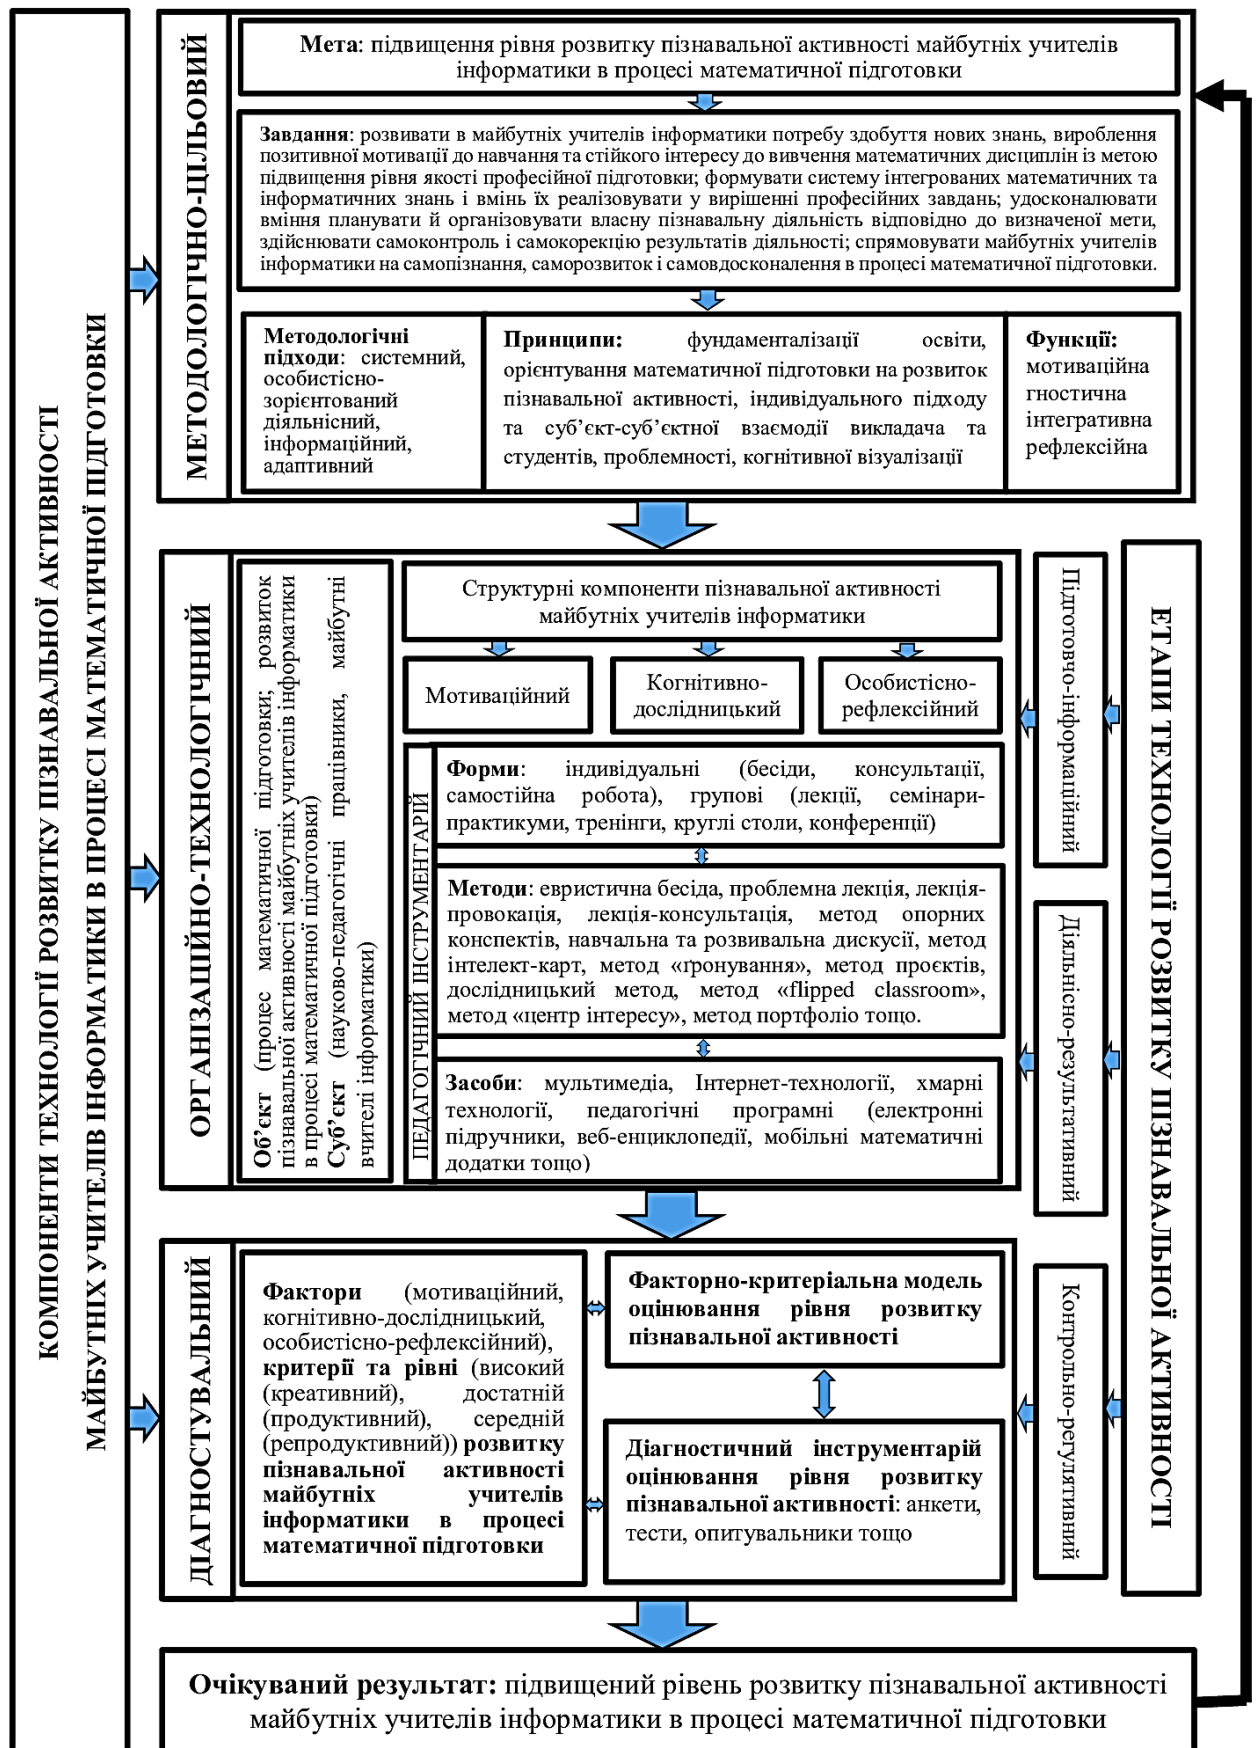 КОМПОНЕНТИ ТЕХНОЛОГІЇ РОЗВИТКУ ПІЗНАВАЛЬНОЇ АКТИВНОСТІ
МАЙБУТНІХ УЧИТЕЛІВ ІНФОРМАТИКИ В ПРОЦЕСІ МАТЕМАТИЧНОЇ ПІДГОТОВКИ
МЕТОДОЛОГІЧНО-ЦІЛЬОВИЙ
Мета: підвищення рівня розвитку пізнавальної активності майбутніх учителів
інформатики в процесі математичної підготовки
Завдання: розвивати в майбутніх учителів інформатики потребу здобуття нових знань, вироблення
позитивної мотивації до навчання та стійкого інтересу до вивчення математичних дисциплін із метою
підвищення рівня якості професійної підготовки; формувати систему інтегрованих математичних та
інформатичних знань і вмінь їх реалізовувати у вирішенні професійних завдань; удосконалювати
вміння планувати й організовувати власну пізнавальну діяльність відповідно до визначеної мети,
здійснювати самоконтроль і самокорекцію результатів діяльності; спрямовувати майбутніх учителів
інформатики на самопізнання, саморозвиток і самовдосконалення в процесі математичної підготовки.
Методологічні
підходи: системний,
особистісно-
зорієнтований
діяльнісний,
інформаційний,
адаптивний
Принципи: фундаменталізації освіти,
орієнтування математичної підготовки на розвиток
пізнавальної активності, індивідуального підходу
та суб’єкт-суб’єктної взаємодії викладача та
студентів, проблемності, когнітивної візуалізації
Функції:
мотиваційна
гностична
інтегративна
рефлексійна
ОРГАНІЗАЦІЙНО-ТЕХНОЛОГІЧНИЙ
Об’єкт (процес математичної підготовки; розвиток
пізнавальної активності майбутніх учителів інформатики
в процесі математичної підготовки)
Суб’єкт (науково-педагогічні працівники, майбутні
вчителі інформатики)
Структурні компоненти пізнавальної активності
майбутніх учителів інформатики
Мотиваційний
Когнітивно-
дослідницький
Особистісно-
рефлексійний
ПЕДАГОГІЧНИЙ ІНСТРУМЕНТАРІЙ
Форми: індивідуальні (бесіди, консультації,
самостійна робота), групові (лекції, семінари-
практикуми, тренінги, круглі столи, конференції)
Методи: евристична бесіда, проблемна лекція, лекція-
провокація, лекція-консультація, метод опорних
конспектів, навчальна та розвивальна дискусії, метод
інтелект-карт, метод «ґронування», метод проєктів,
дослідницький метод, метод «flipped classroom»,
метод «центр інтересу», метод портфоліо тощо.
Засоби: мультимедіа, Інтернет-технології, хмарні
технології, педагогічні програмні (електронні
підручники, веб-енциклопедії, мобільні математичні
додатки тощо)
ДІАГНОСТУВАЛЬНИЙ
Фактори (мотиваційний,
когнітивно-дослідницький,
особистісно-рефлексійний),
критерії та рівні (високий
(креативний), достатній
(продуктивний), середній
(репродуктивний)) розвитку
пізнавальної активності
майбутніх учителів
інформатики в процесі
математичної підготовки
Факторно-критеріальна модель
оцінювання рівня розвитку
пізнавальної активності
Діагностичний інструментарій
оцінювання рівня розвитку
пізнавальної активності: анкети,
тести, опитувальники тощо
Підготовчо-інформаційний
Діяльнісно-результативний
Контрольно-регулятивний
ЕТАПИ ТЕХНОЛОГІЇ РОЗВИТКУ ПІЗНАВАЛЬНОЇ АКТИВНОСТІ
Очікуваний результат: підвищений рівень розвитку пізнавальної активності
майбутніх учителів інформатики в процесі математичної підготовки